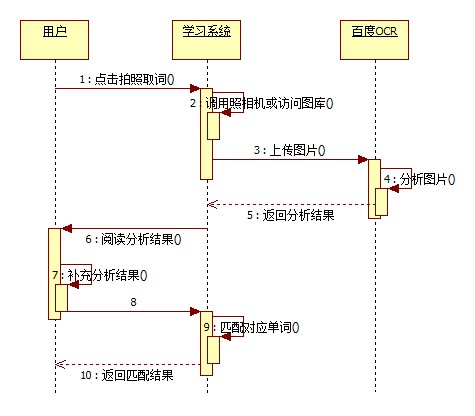 用户
学习系统
百度OCR
1 : 点击拍照取词()
2 : 调用照相机或访问图库()
3 : 上传图片()
4 : 分析图片()
5 : 返回分析结果
6 : 阅读分析结果()
7 : 补充分析结果()
8
9 : 匹配对应单词()
10 : 返回匹配结果